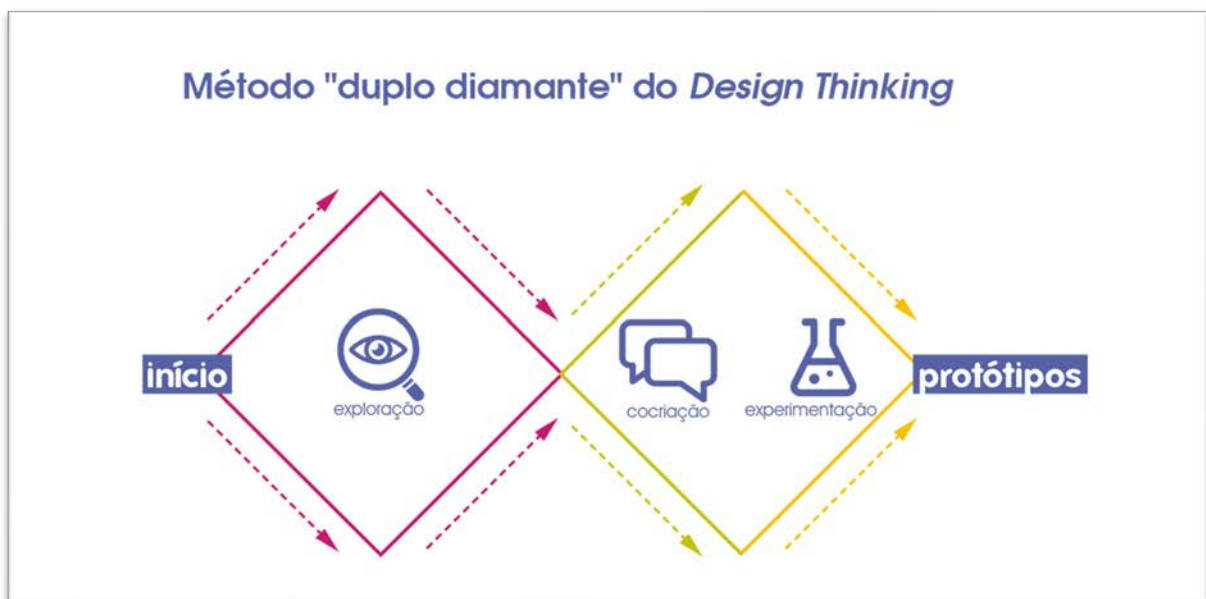 Método "duplo diamante" do Design Thinking
início
exploração
cocriação
experimentação
protótipos